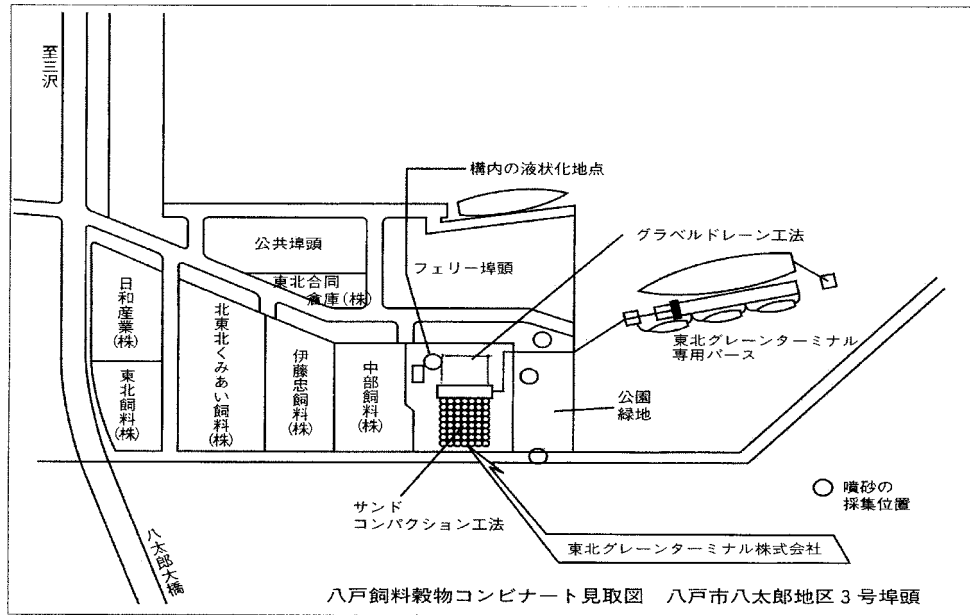 至三沢
構内の液状化地点
グラベルドレーン工法
公共埠頭
東北合同
倉庫(株)
フェリー埠頭
日和産業(株)
東北飼料(株)
北東北くみあい飼料(株)
伊藤忠飼料(株)
中部飼料(株)
東北グレーンターミナル
専用バース
公園
緑地
噴砂の
採集位置
サンド
コンパクション工法
東北グレーンターミナル株式会社
八太郎大橋
八戸飼料穀物コンビナート見取図 八戸市八太郎地区3号埠頭